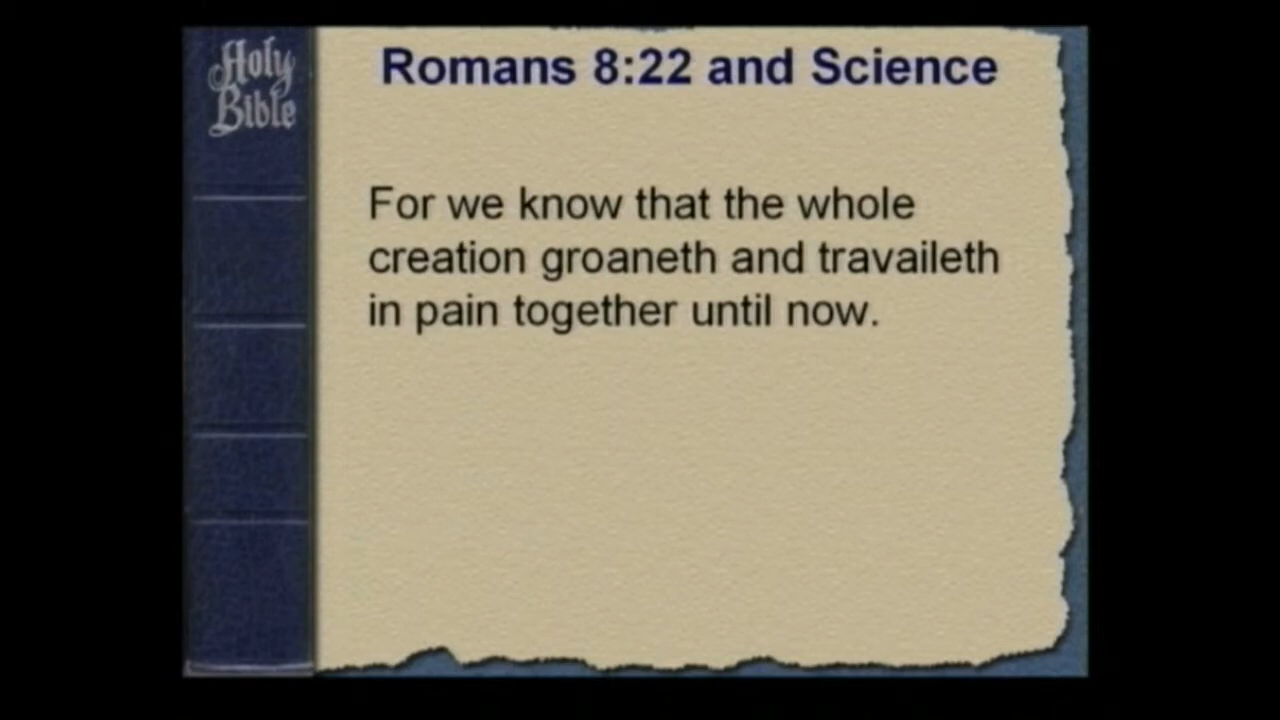 Holy
Bible
Romans 8:22 and Science
For we know that the whole
creation groaneth and travaileth
in pain together until now.